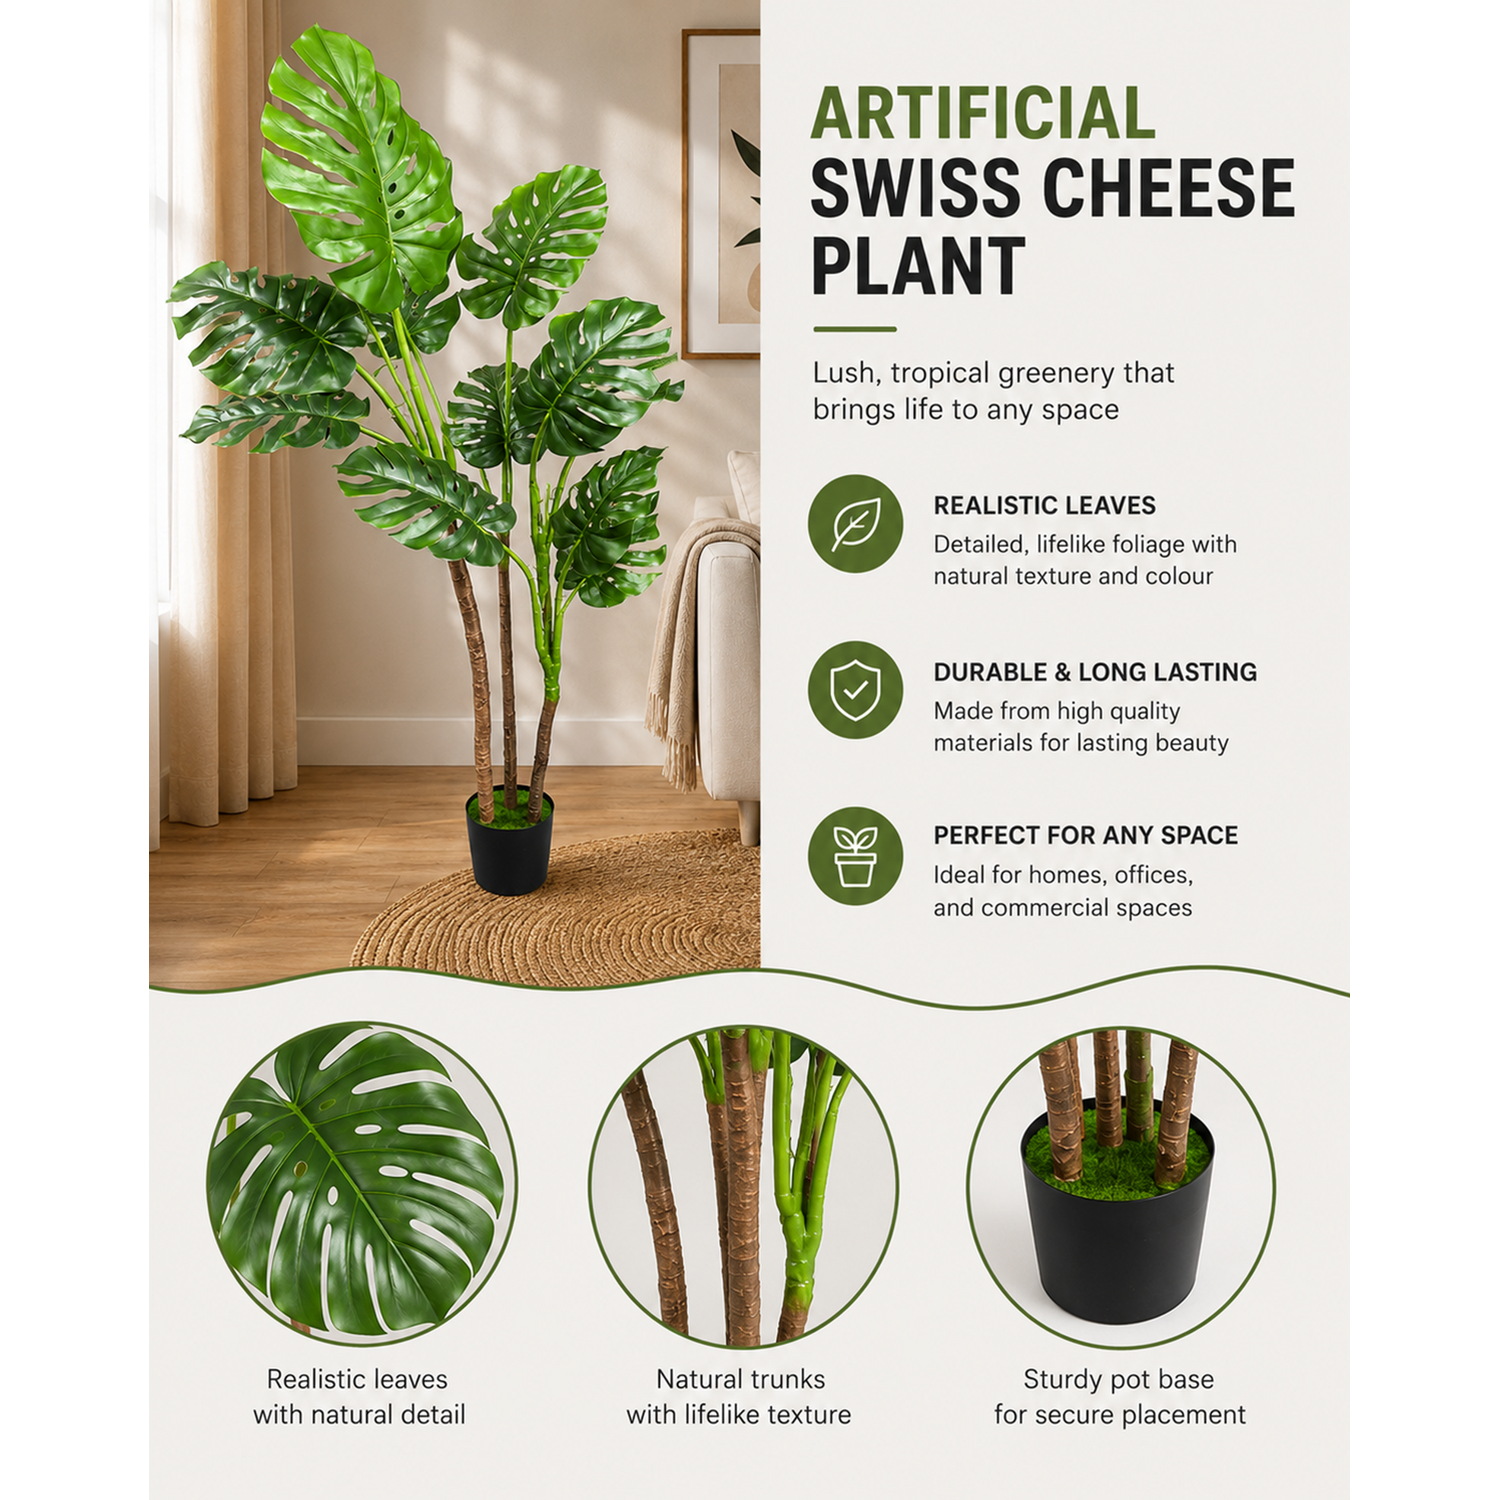 ARTIFICIAL
SWISS CHEESE
PLANT
Lush, tropical greenery that
brings life to any space
REALISTIC LEAVES
Detailed, lifelike foliage with
natural texture and colour
DURABLE & LONG LASTING
Made from high quality
materials for lasting beauty
PERFECT FOR ANY SPACE
Ideal for homes, offices,
and commercial spaces
Realistic leaves
with natural detail
Natural trunks
with lifelike texture
Sturdy pot base
for secure placement